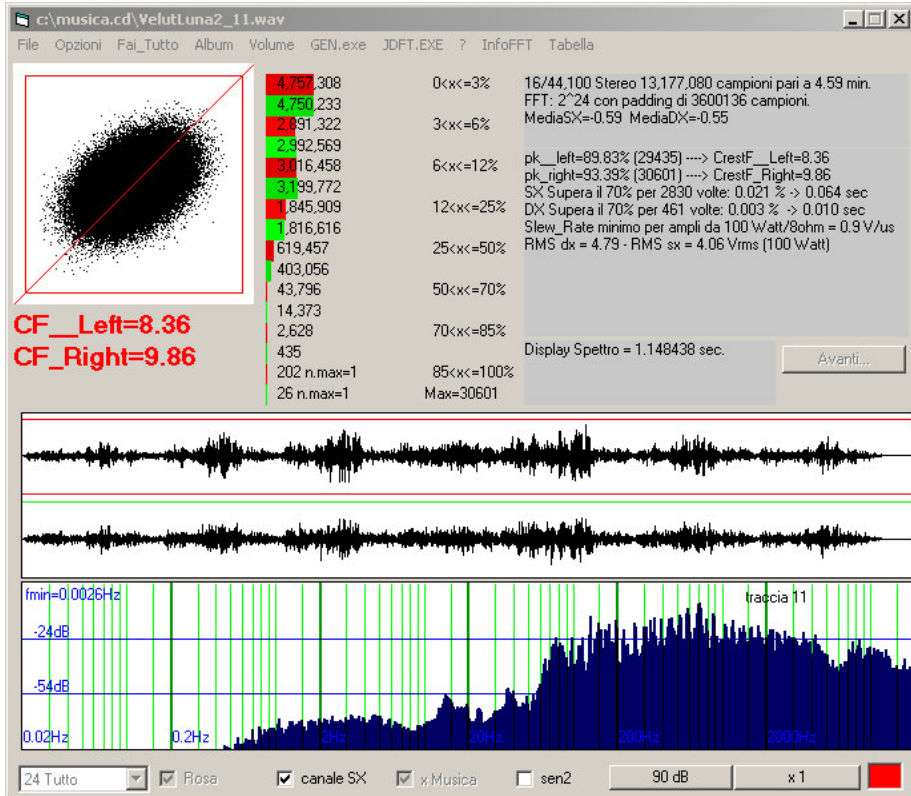 c:\musica.cd\VelutLuna2_11.wav
File Opzioni Fai_Tutto Album Volume GEN.exe JDFT.EXE ? InfoFFT Tabella
4,757,308 0<x<=3%
4,750,233
2,891,322 3<x<=6%
2,992,569
3,016,458 6<x<=12%
3,199,772
1,845,909 12<x<=25%
1,816,616
619,457 25<x<=50%
403,056
43,796 50<x<=70%
14,373
2,628 70<x<=85%
435
202 n.max=1 85<x<=100%
26 n.max=1 Max=30601
16/44,100 Stereo 13,177,080 campioni pari a 4.59 min.
FFT: 2^24 con padding di 3600136 campioni.
MediaSX=-0.59 MediaDX=-0.55
pk__left=89.83% (29435) ----> CrestF__Left=8.36
pk_right=93.39% (30601) ----> CrestF_Right=9.86
SX Supera il 70% per 2830 volte: 0.021 % -> 0.064 sec
DX Supera il 70% per 461 volte: 0.003 % -> 0.010 sec
Slew_Rate minimo per ampli da 100 Watt/8ohm = 0.9 V/us
RMS dx = 4.79 - RMS sx = 4.06 Vrms (100 Watt)
CF__Left=8.36
CF_Right=9.86
Display Spettro = 1.148438 sec.
Avanti...
fmin=0.0026Hz
traccia 11
-24dB
-54dB
0.02Hz 0.2Hz 2Hz 20Hz 200Hz 2000Hz
24 Tutto Rosa canale SX x Musica sen2 90 dB x 1